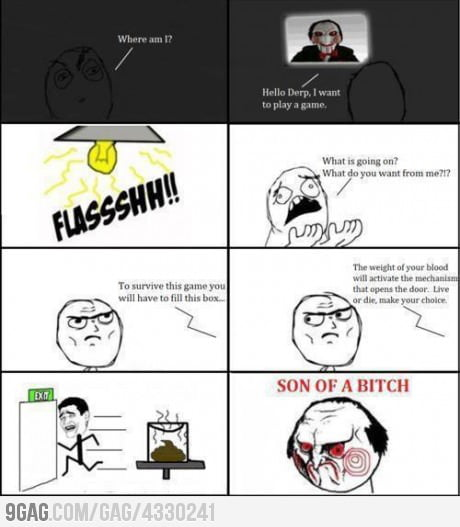 Where am I?
Hello Derp, I want
to play a game.
FLASSSHH!!
What is going on?
What do you want from me?!?
To survive this game you
will have to fill this box...
The weight of your blood
will activate the mechanism
that opens the door. Live
or die, make your choice.
EXIT
SON OF A BITCH
9GAG.COM/GAG/4330241